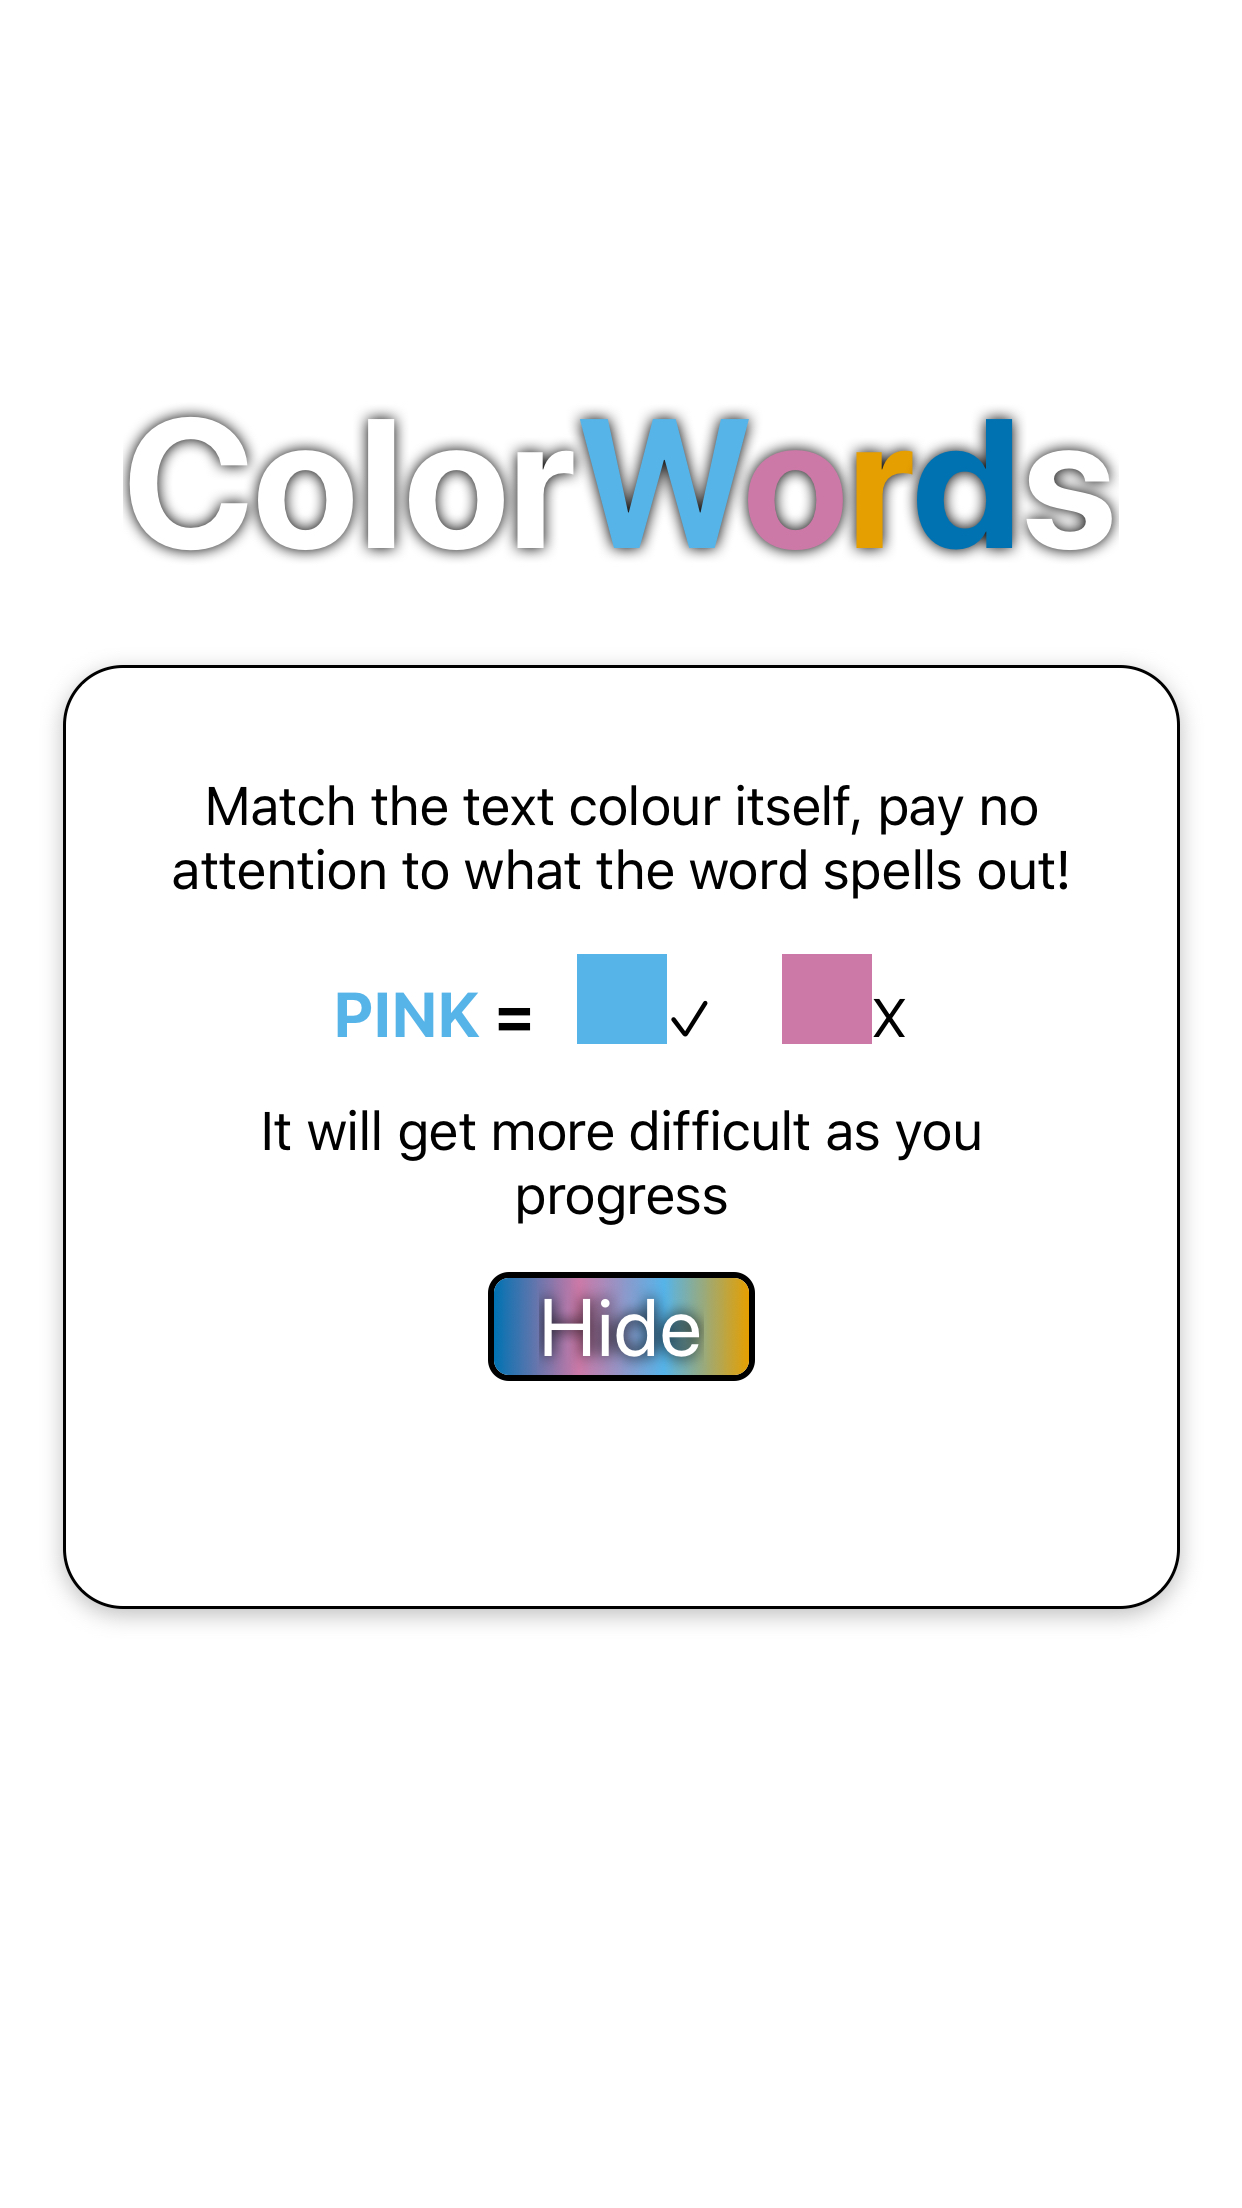 ColorWords
Match the text colour itself, pay no
attention to what the word spells out!
PINK = ✓ X
It will get more difficult as you
progress
Hide